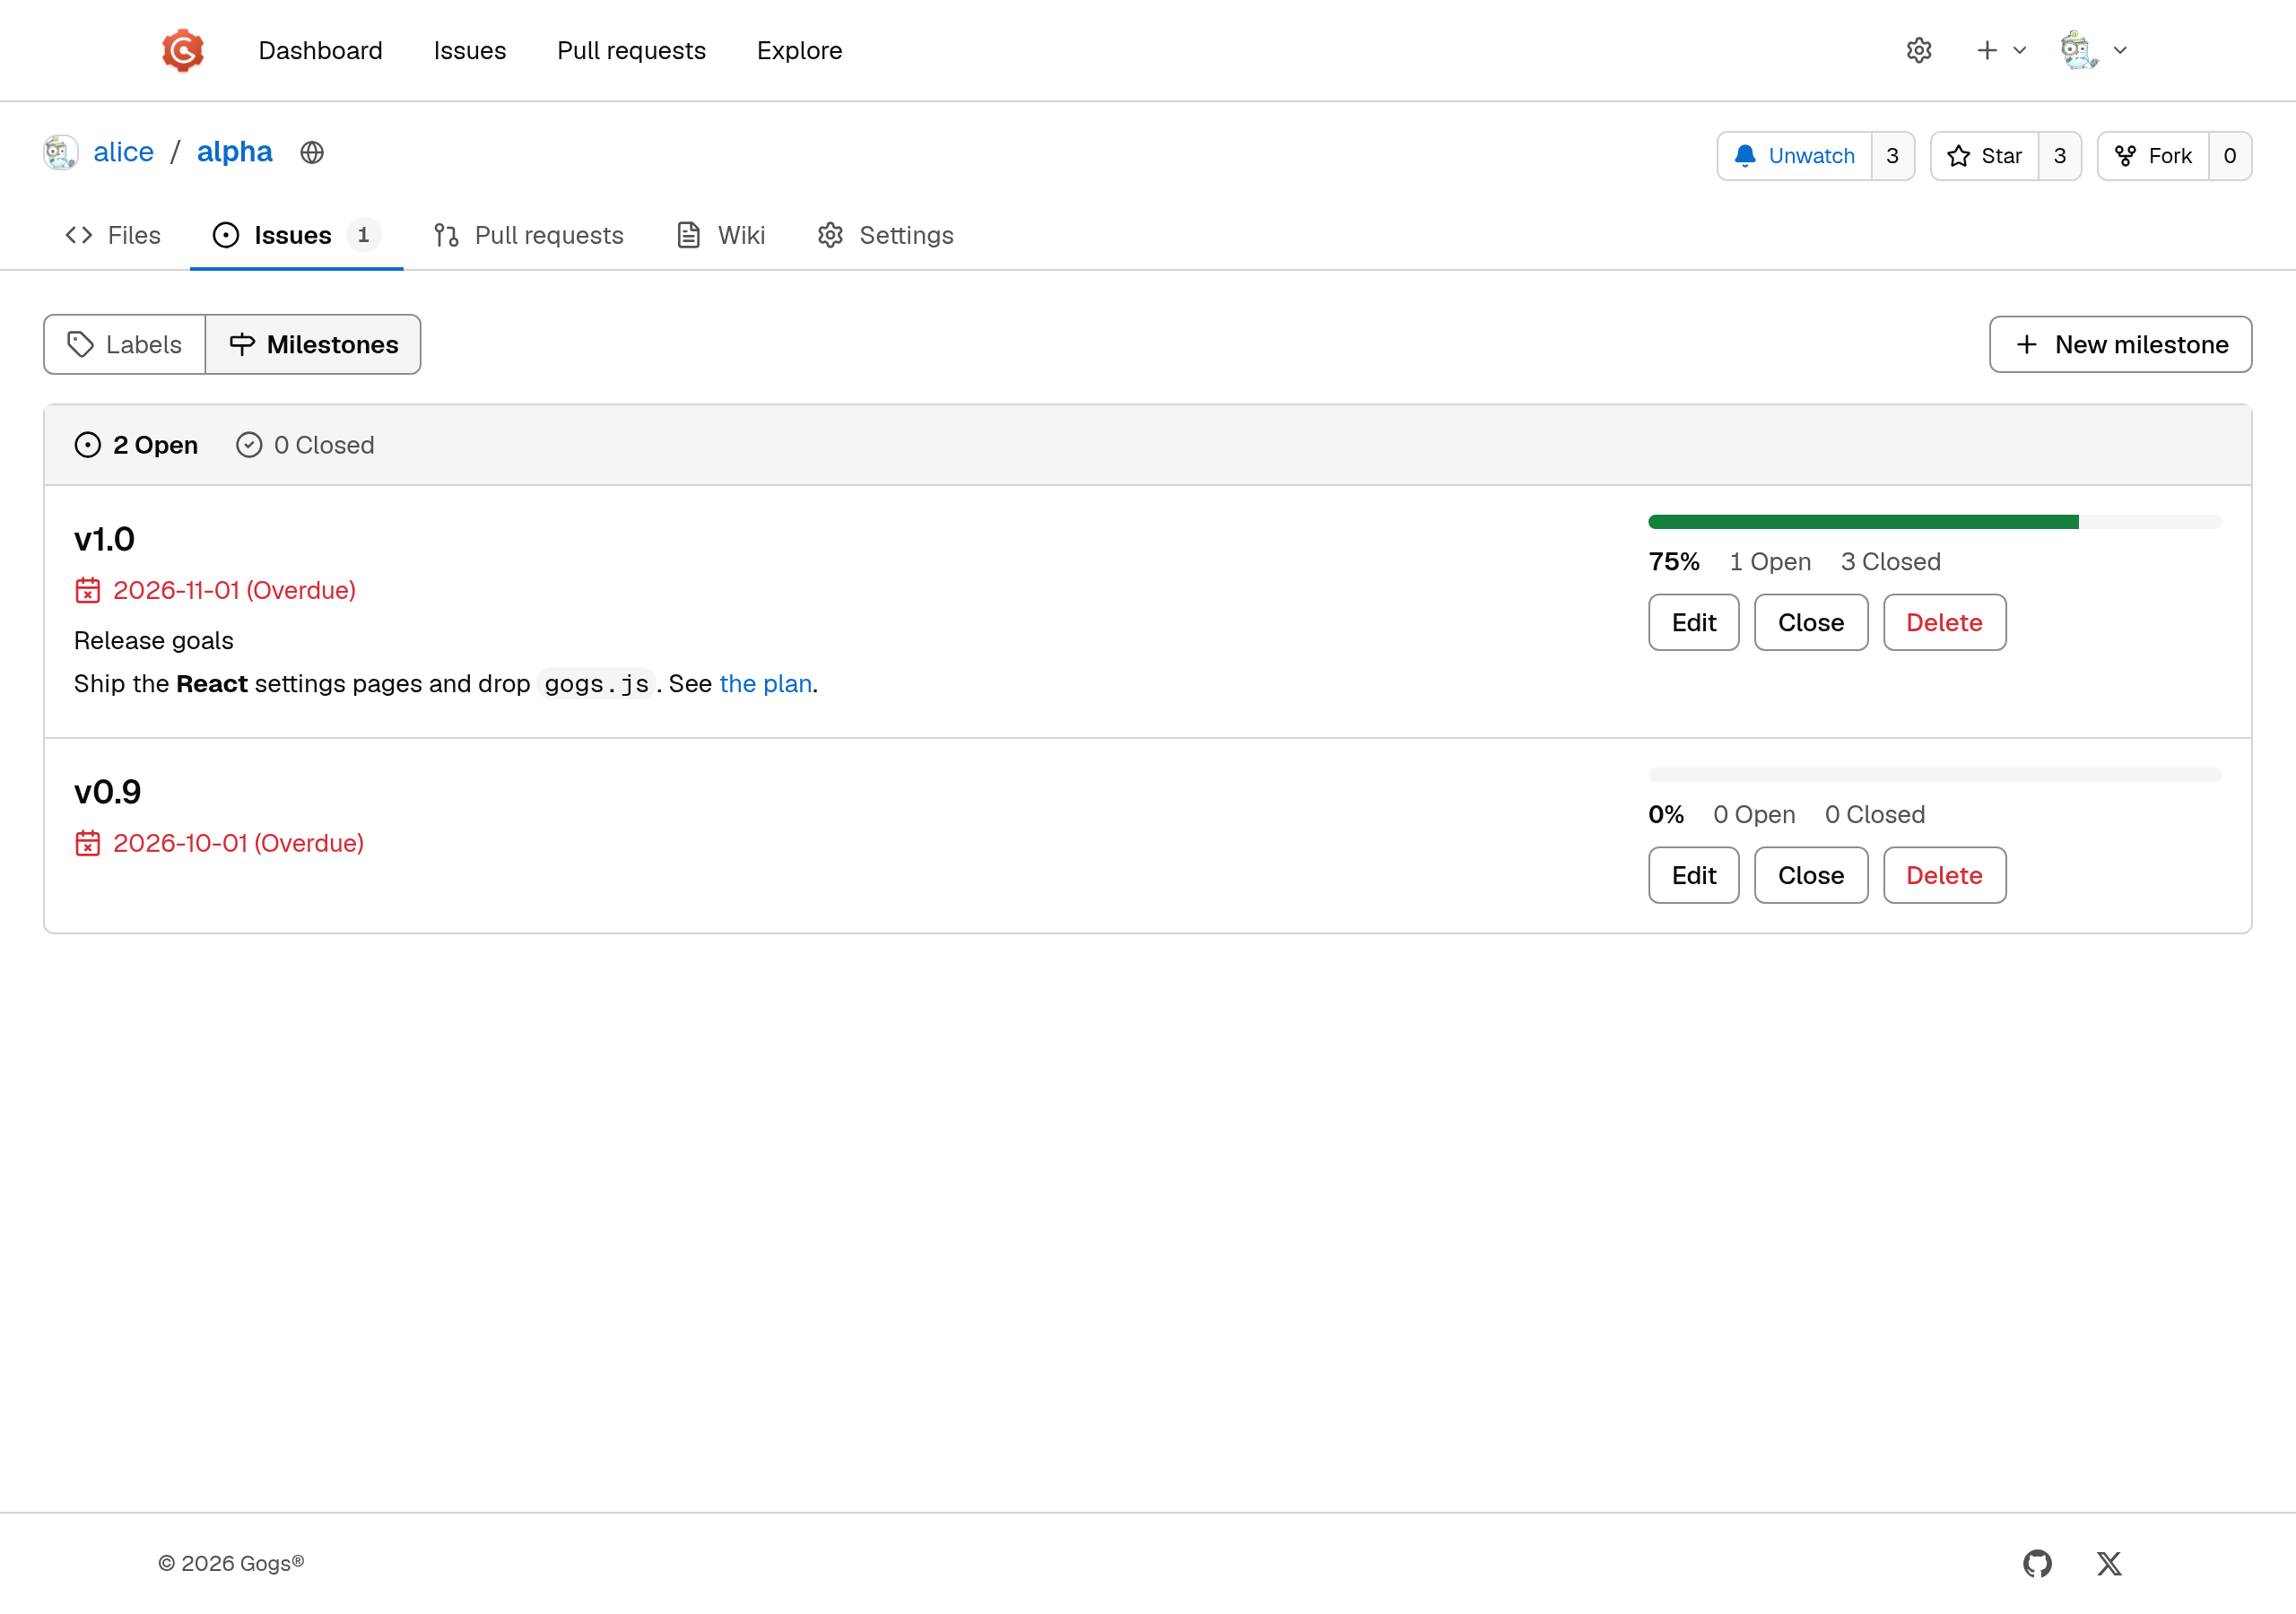 Dashboard Issues Pull requests Explore
alice / alpha
Unwatch 3 Star 3 Fork 0
Files Issues 1 Pull requests Wiki Settings
Labels Milestones
New milestone
2 Open 0 Closed
v1.0
2026-11-01 (Overdue)
Release goals
Ship the React settings pages and drop gogs.js. See the plan.
75% 1 Open 3 Closed
Edit Close Delete
v0.9
2026-10-01 (Overdue)
0% 0 Open 0 Closed
Edit Close Delete
© 2026 Gogs®